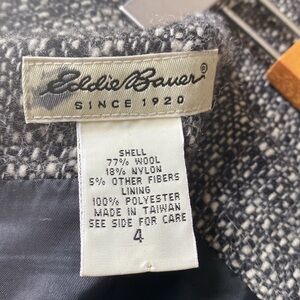 Eddie Bauer®
SINCE 1920
SHELL
77% WOOL
18% NYLON
5% OTHER FIBERS
LINING
100% POLYESTER
MADE IN TAIWAN
SEE SIDE FOR CARE
4